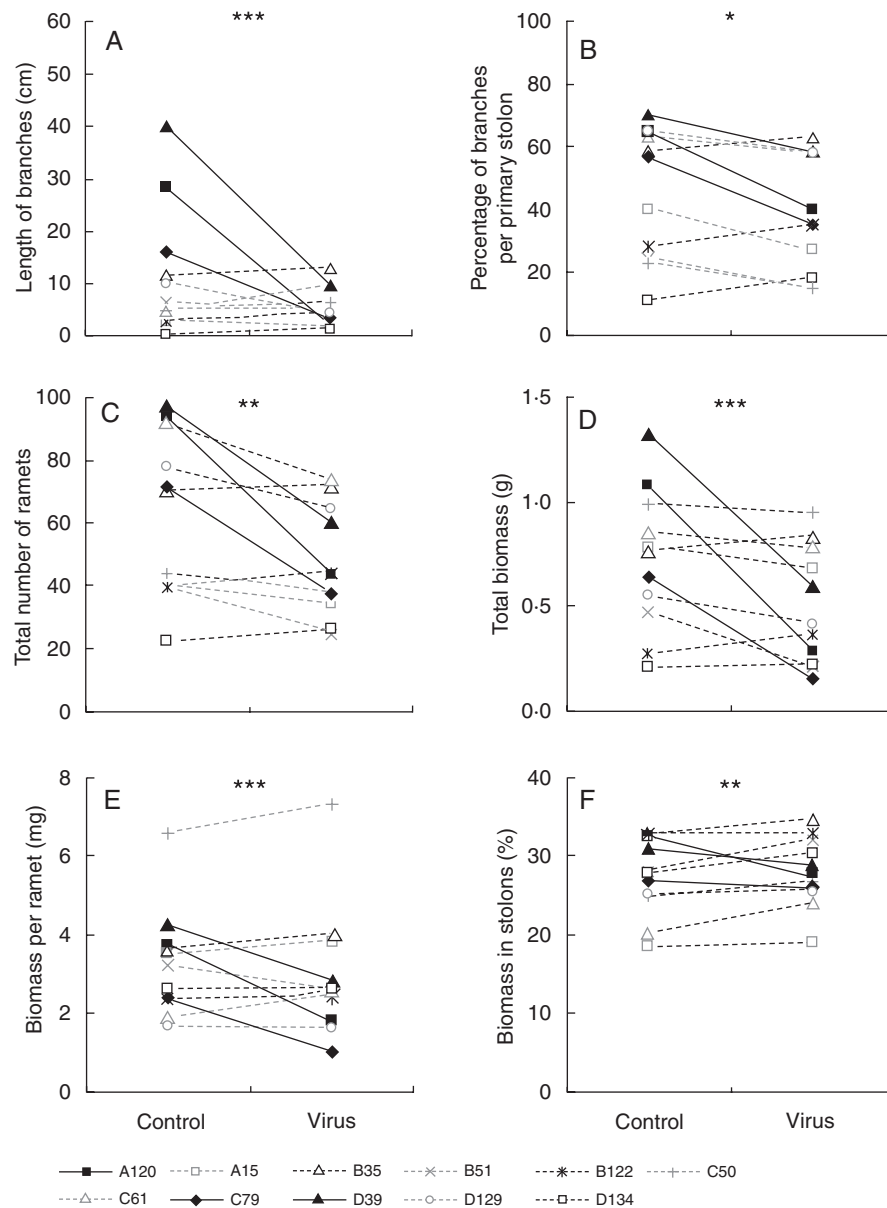 A
***
Length of branches (cm)
60
50
40
30
20
10
0
B
*
Percentage of branches
per primary stolon
100
80
60
40
20
0
C
**
Total number of ramets
100
80
60
40
20
0
D
***
Total biomass (g)
1·5
1·0
0·5
0·0
E
***
Biomass per ramet (mg)
8
6
4
2
0
Control
Virus
F
**
Biomass in stolons (%)
40
30
20
10
0
Control
Virus
A120 A15 B35 B51 B122 C50
C61 C79 D39 D129 D134